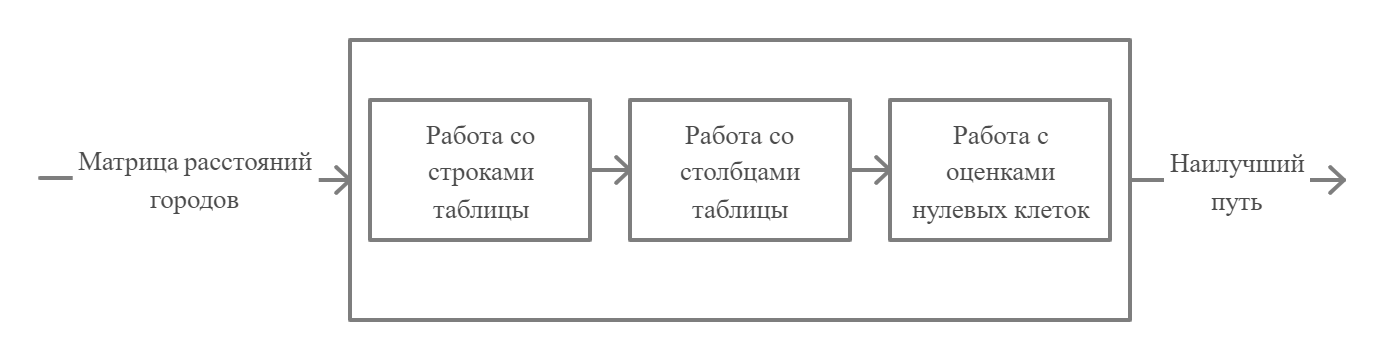 Матрица расстояний
городов
Работа со
строками
таблицы
Работа со
столбцами
таблицы
Работа с
оценками
нулевых клеток
Наилучший
путь